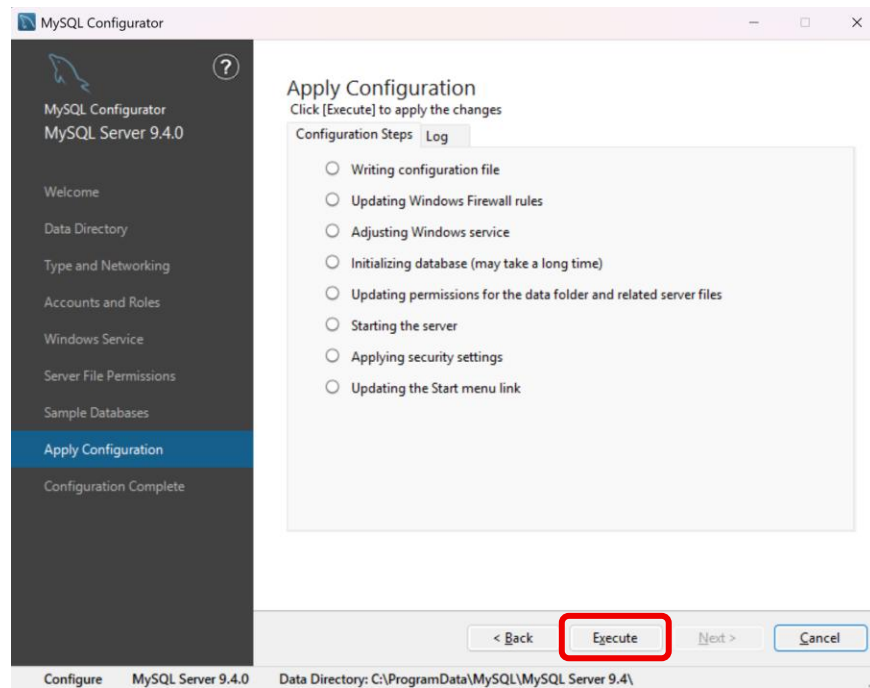 MySQL Configurator
?
MySQL Configurator
MySQL Server 9.4.0
Welcome
Data Directory
Type and Networking
Accounts and Roles
Windows Service
Server File Permissions
Sample Databases
Apply Configuration
Configuration Complete
Apply Configuration
Click [Execute] to apply the changes
Configuration Steps Log
Writing configuration file
Updating Windows Firewall rules
Adjusting Windows service
Initializing database (may take a long time)
Updating permissions for the data folder and related server files
Starting the server
Applying security settings
Updating the Start menu link
< Back Execute Next > Cancel
Configure MySQL Server 9.4.0 Data Directory: C:\ProgramData\MySQL\MySQL Server 9.4\